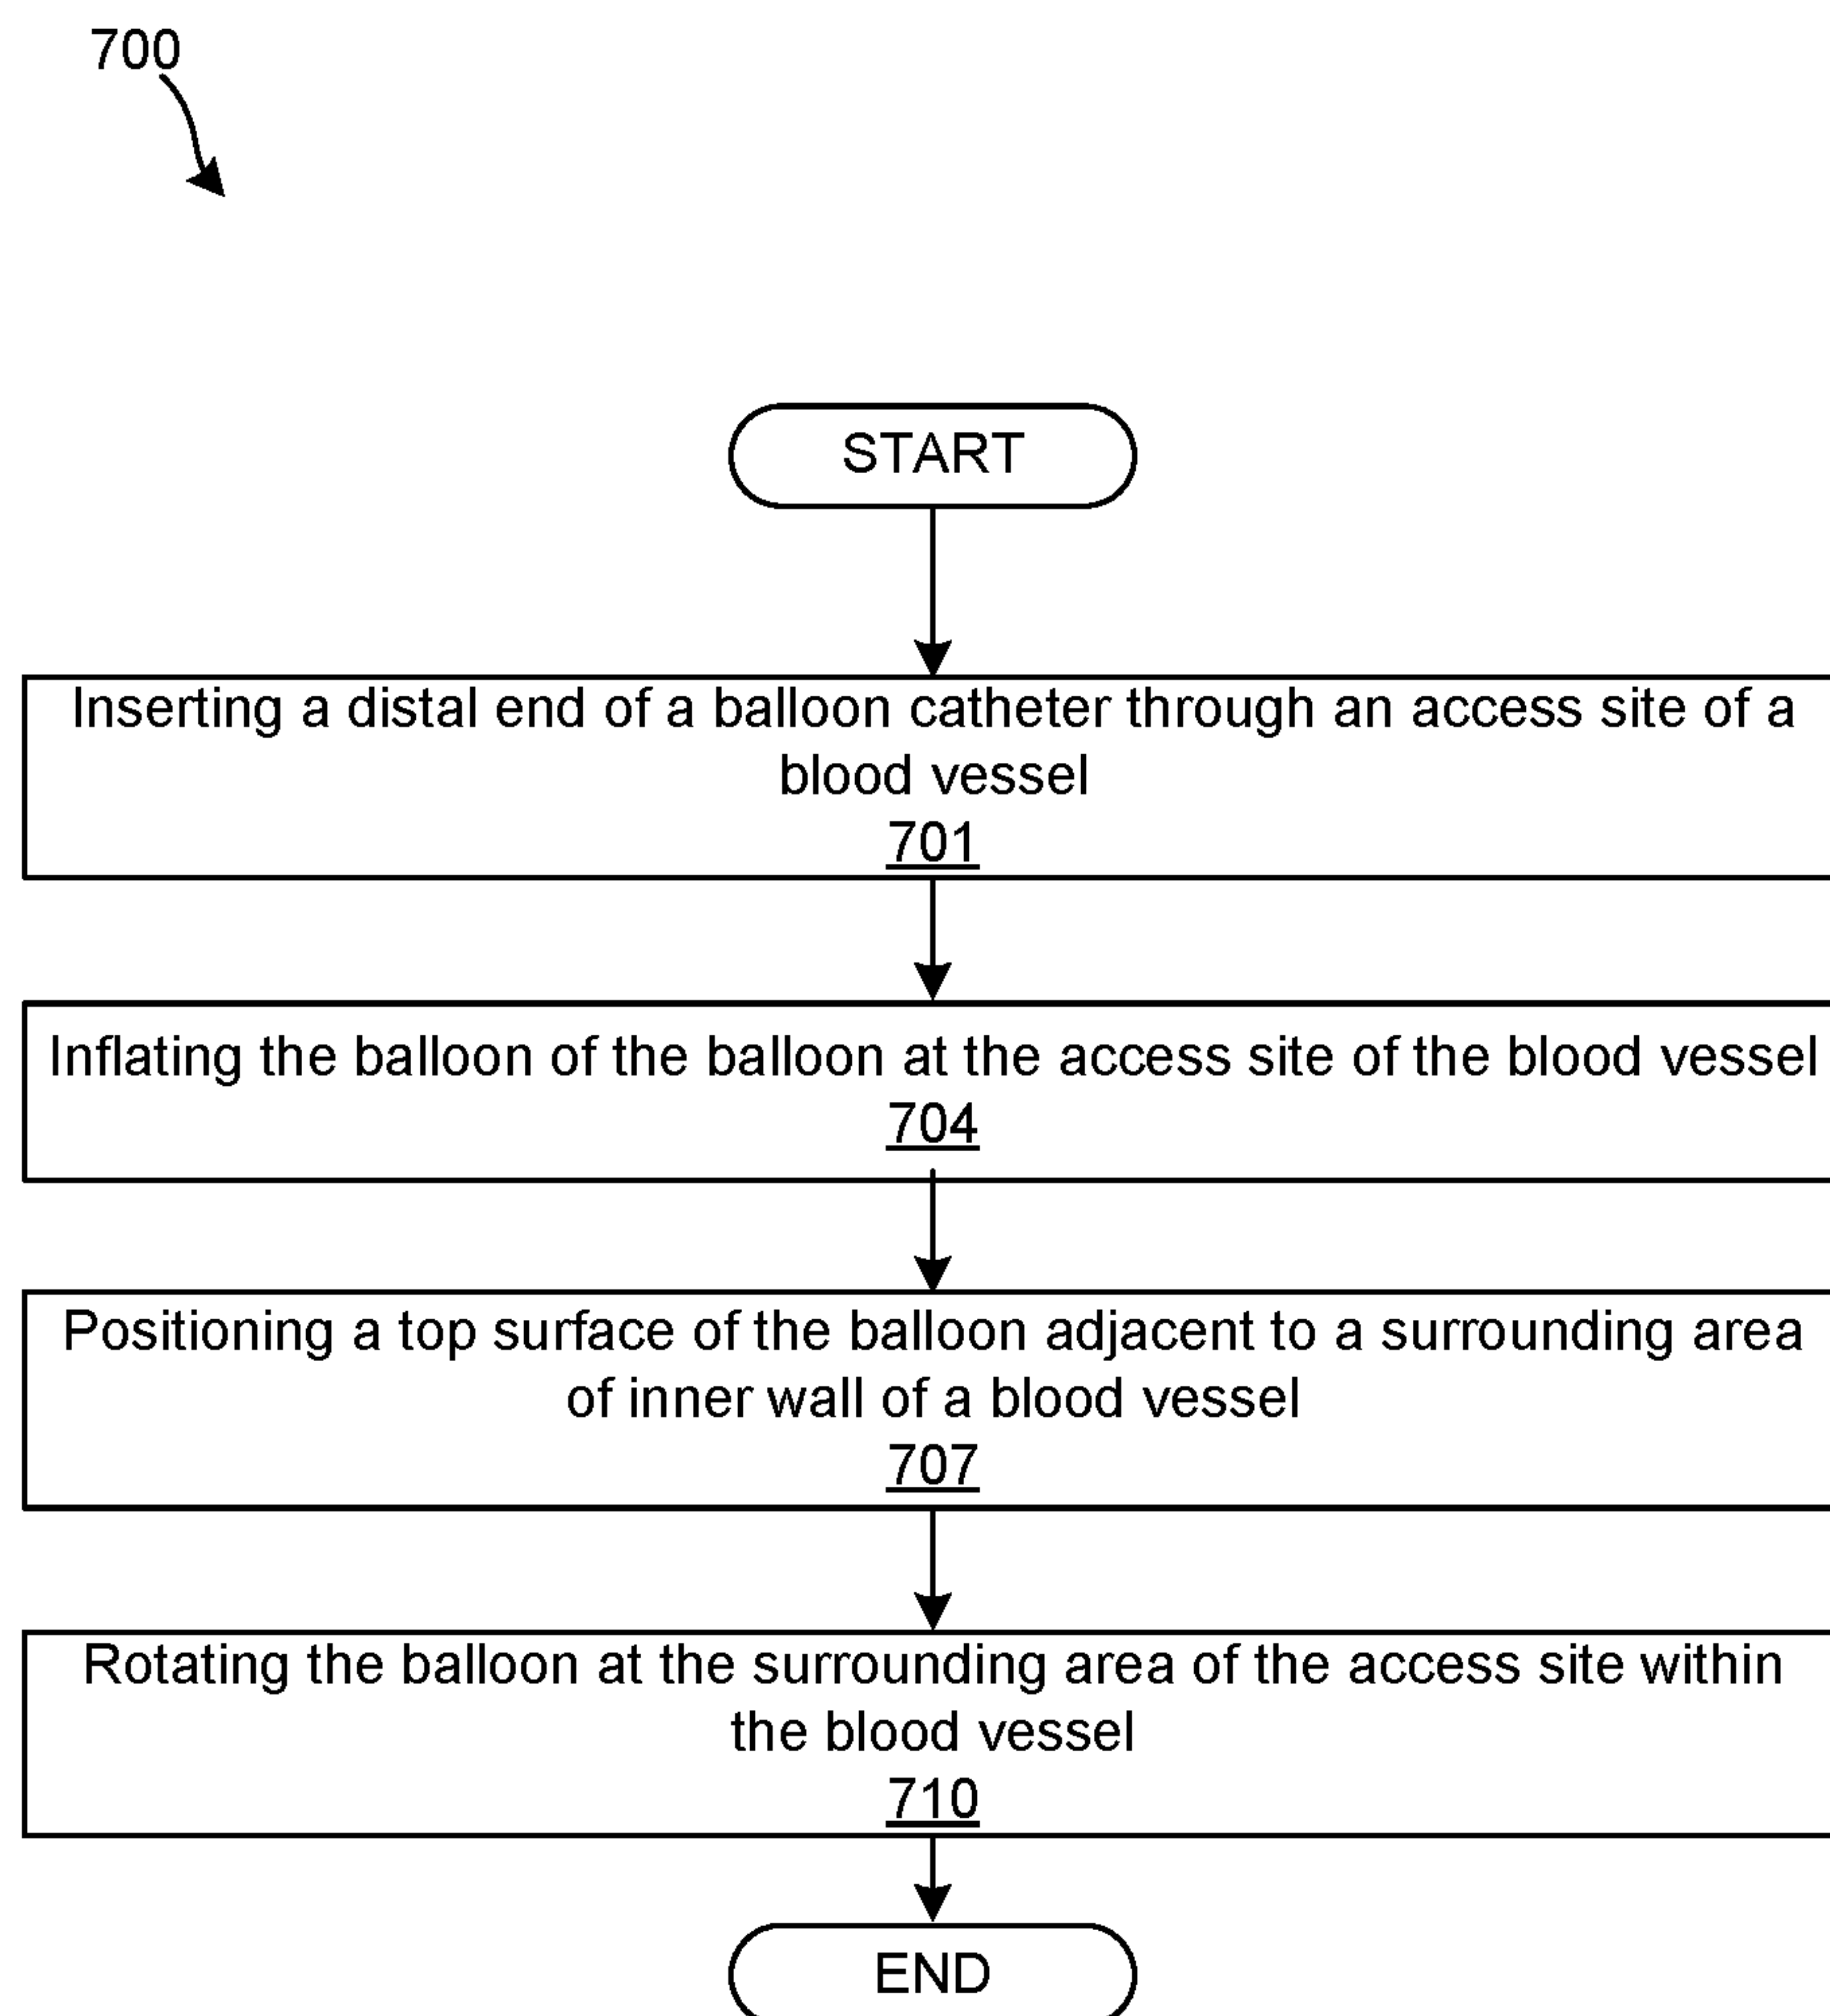 700
START
Inserting a distal end of a balloon catheter through an access site of a
blood vessel
701
Inflating the balloon of the balloon at the access site of the blood vessel
704
Positioning a top surface of the balloon adjacent to a surrounding area
of inner wall of a blood vessel
707
Rotating the balloon at the surrounding area of the access site within
the blood vessel
710
END